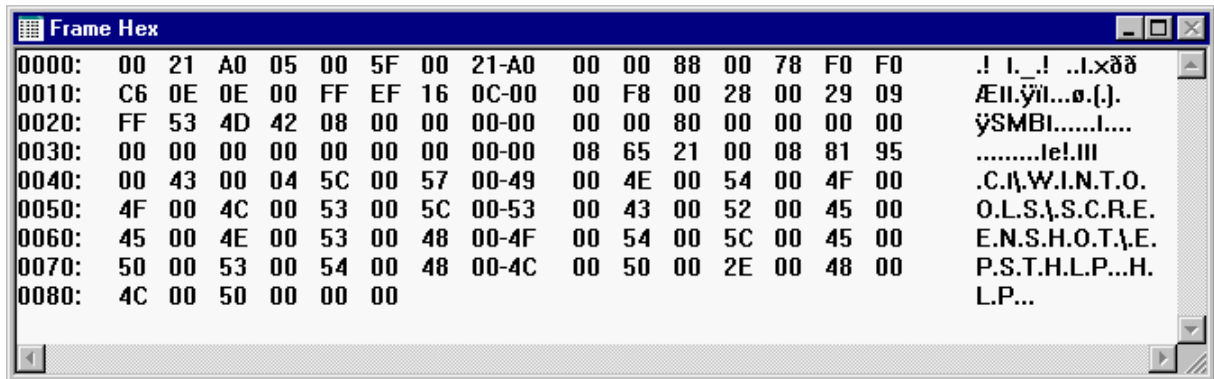 Frame Hex
0000: 00 21 A0 05 00 5F 00 21-A0 00 00 88 00 78 F0 F0 .! I._.! ..I.xðð
0010: C6 0E 0E 00 FF EF 16 0C-00 00 F8 00 28 00 29 09 ÆII.ÿïI...ø.(.).
0020: FF 53 4D 42 08 00 00 00-00 00 00 80 00 00 00 00 ÿSMBI......I....
0030: 00 00 00 00 00 00 00 00-00 08 65 21 00 08 81 95 .........Ie!.III
0040: 00 43 00 04 5C 00 57 00-49 00 4E 00 54 00 4F 00 .C.I\.W.I.N.T.O.
0050: 4F 00 4C 00 53 00 5C 00-53 00 43 00 52 00 45 00 O.L.S.\.S.C.R.E.
0060: 45 00 4E 00 53 00 48 00-4F 00 54 00 5C 00 45 00 E.N.S.H.O.T.\.E.
0070: 50 00 53 00 54 00 48 00-4C 00 50 00 2E 00 48 00 P.S.T.H.L.P...H.
0080: 4C 00 50 00 00 00 L.P...